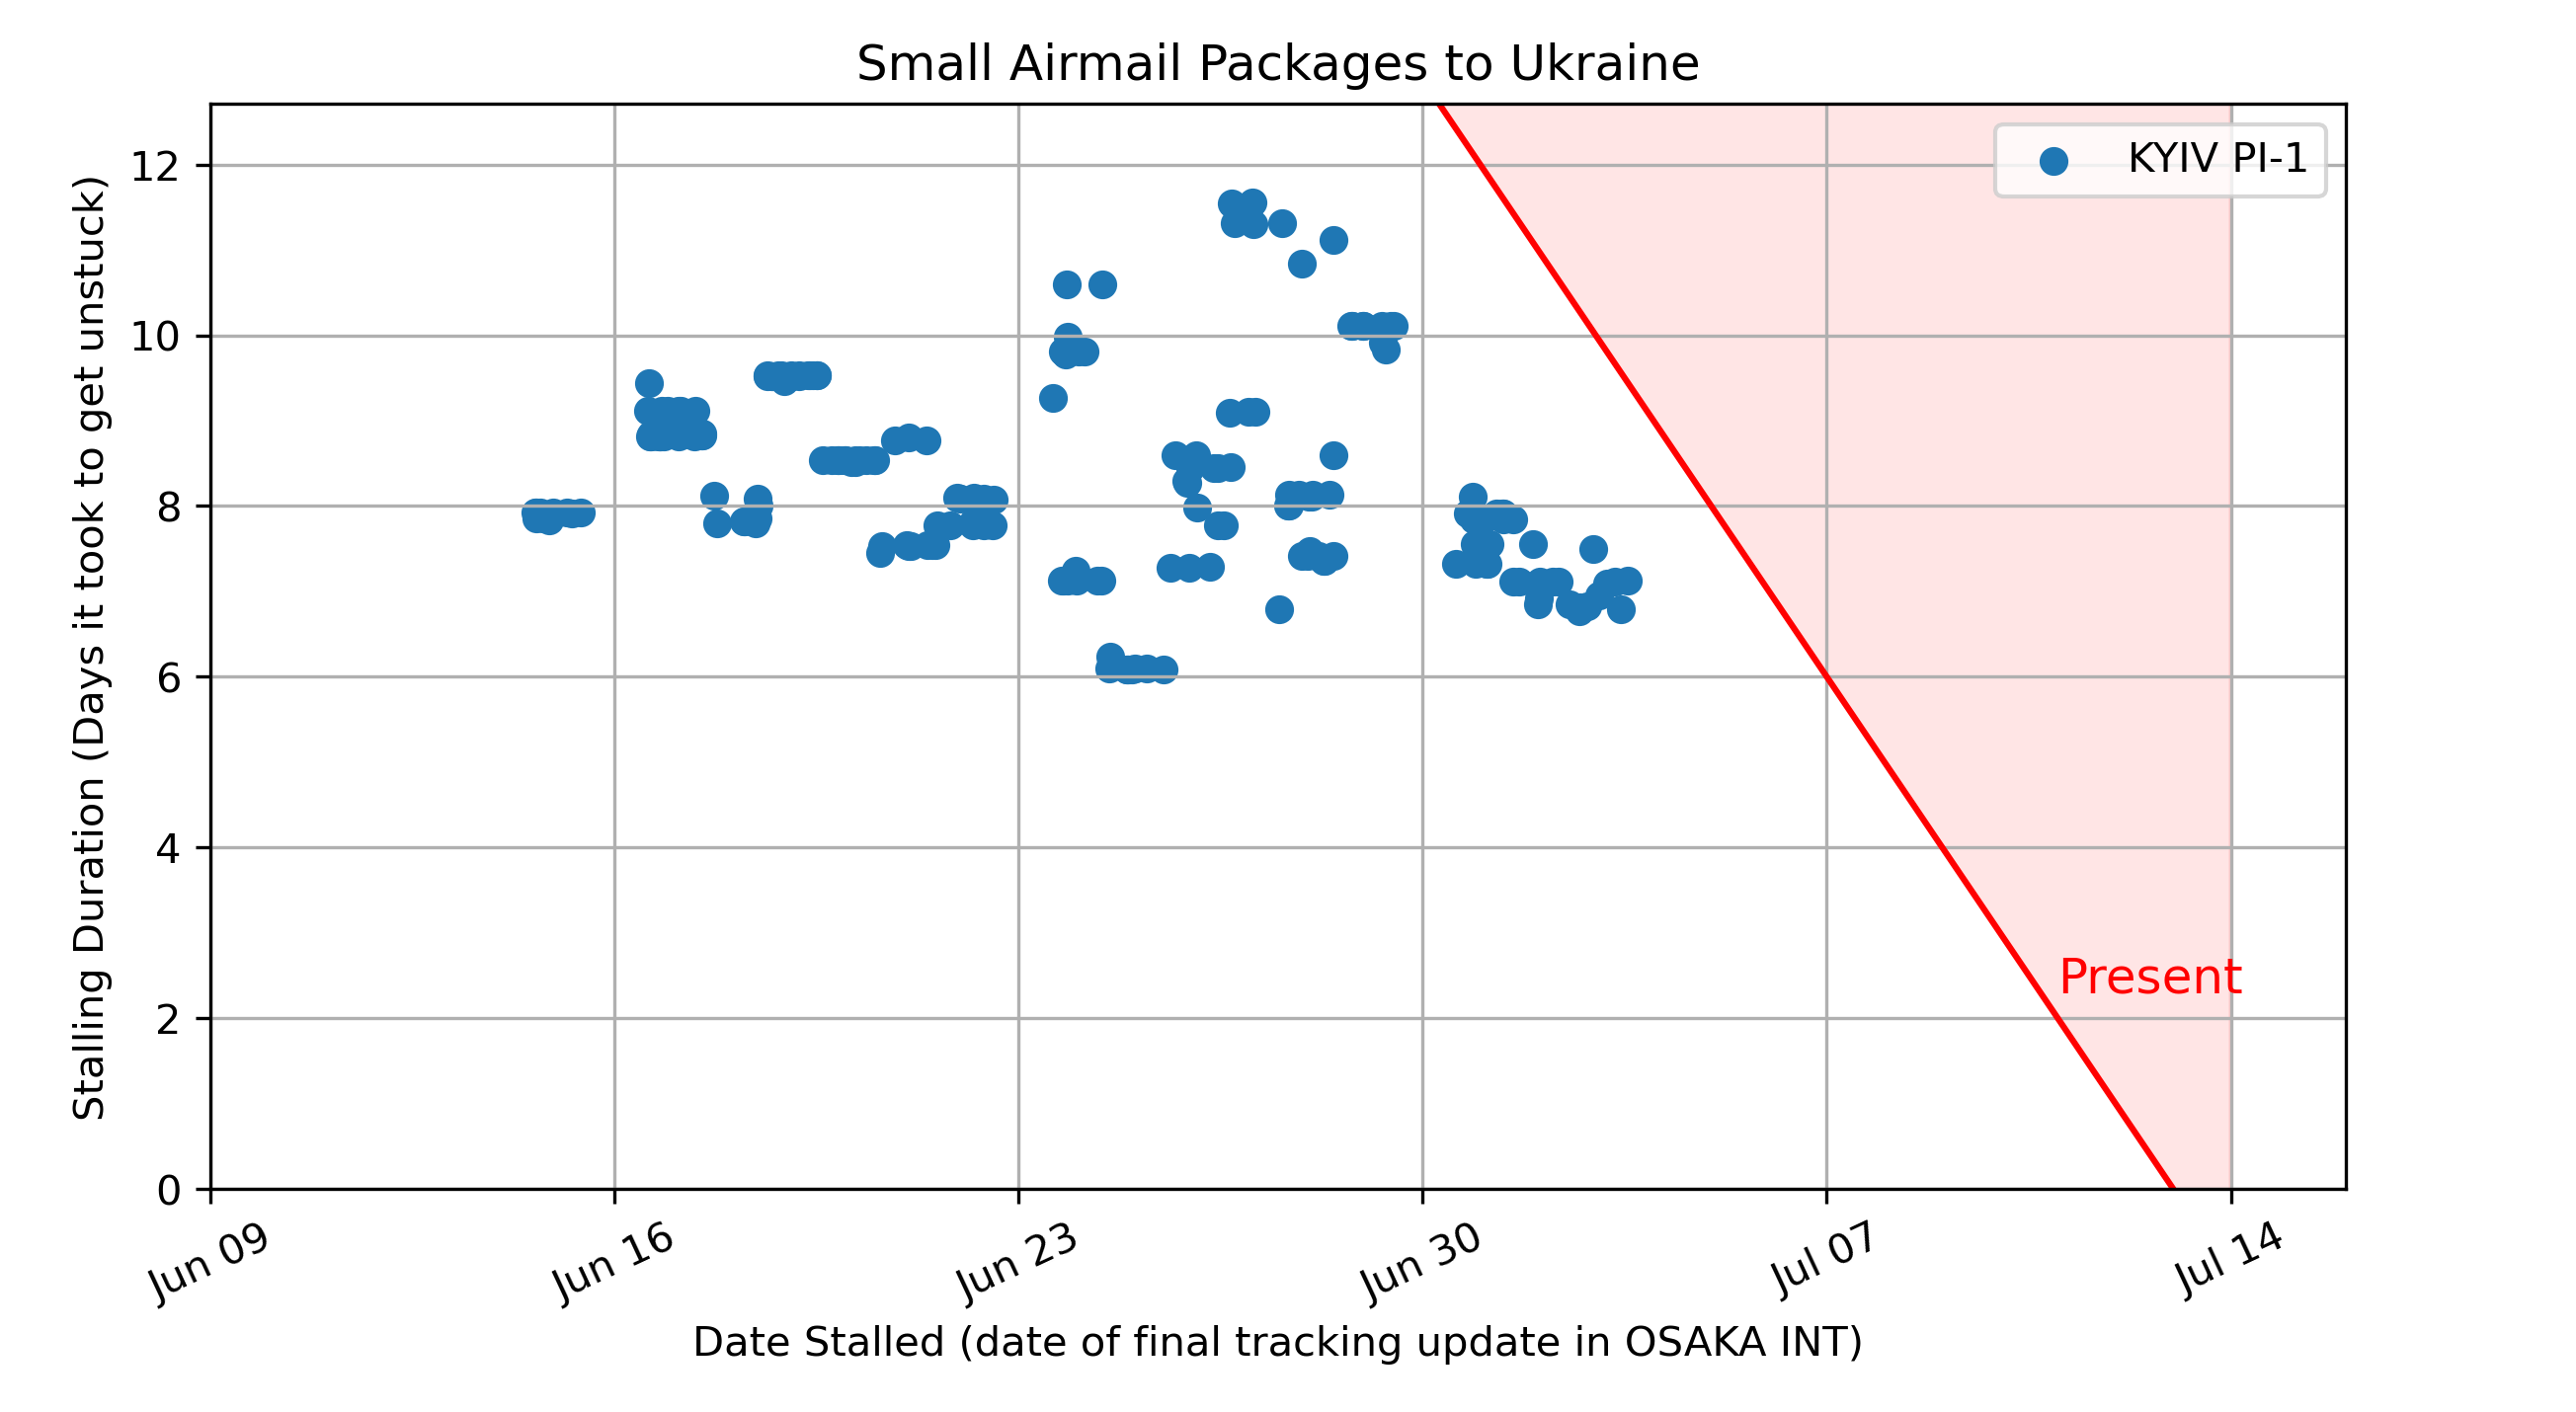 Small Airmail Packages to Ukraine
KYIV PI-1
Stalling Duration (Days it took to get unstuck)
12
10
8
6
4
2
0
Present
Jun 09
Jun 16
Jun 23
Jun 30
Jul 07
Jul 14
Date Stalled (date of final tracking update in OSAKA INT)